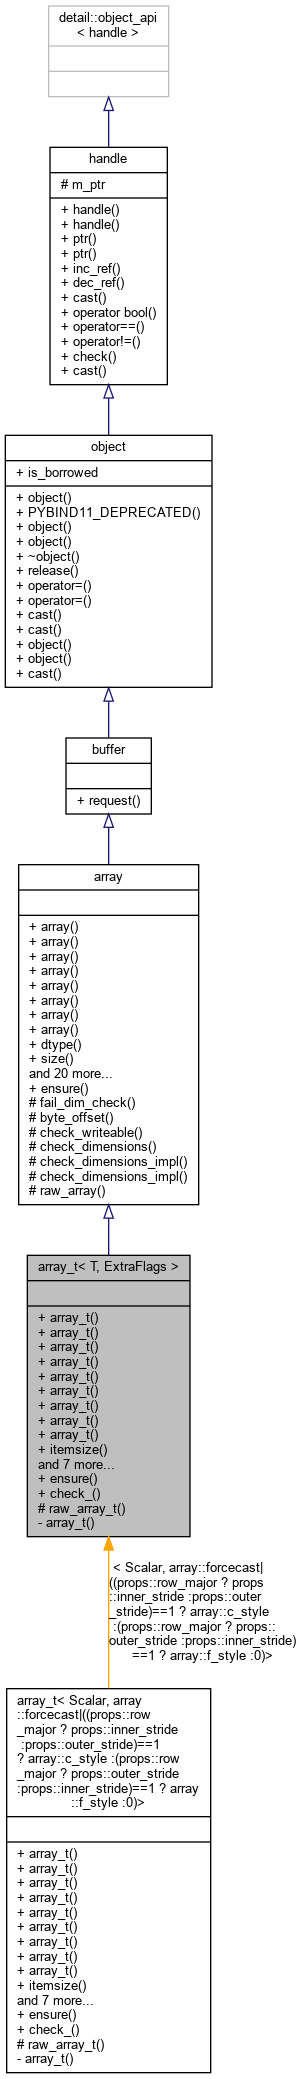 detail::object_api
< handle >
handle
# m_ptr
+ handle()
+ handle()
+ ptr()
+ ptr()
+ inc_ref()
+ dec_ref()
+ cast()
+ operator bool()
+ operator==()
+ operator!=()
+ check()
+ cast()
object
+ is_borrowed
+ object()
+ PYBIND11_DEPRECATED()
+ object()
+ object()
+ ~object()
+ release()
+ operator=()
+ operator=()
+ cast()
+ cast()
+ object()
+ object()
+ cast()
buffer
+ request()
array
+ array()
+ array()
+ array()
+ array()
+ array()
+ array()
+ array()
+ array()
+ dtype()
+ size()
and 20 more...
+ ensure()
# fail_dim_check()
# byte_offset()
# check_writeable()
# check_dimensions()
# check_dimensions_impl()
# check_dimensions_impl()
# raw_array()
array_t< T, ExtraFlags >
+ array_t()
+ array_t()
+ array_t()
+ array_t()
+ array_t()
+ array_t()
+ array_t()
+ array_t()
+ array_t()
+ itemsize()
and 7 more...
+ ensure()
+ check_()
# raw_array_t()
- array_t()
< Scalar, array::forcecast|
((props::row_major ? props
::inner_stride :props::outer
_stride)==1 ? array::c_style
:(props::row_major ? props::
outer_stride :props::inner_stride)
==1 ? array::f_style :0)>
array_t< Scalar, array
::forcecast|((props::row
_major ? props::inner_stride
:props::outer_stride)==1
? array::c_style :(props::row
_major ? props::outer_stride
:props::inner_stride)==1 ? array
::f_style :0)>
+ array_t()
+ array_t()
+ array_t()
+ array_t()
+ array_t()
+ array_t()
+ array_t()
+ array_t()
+ array_t()
+ itemsize()
and 7 more...
+ ensure()
+ check_()
# raw_array_t()
- array_t()